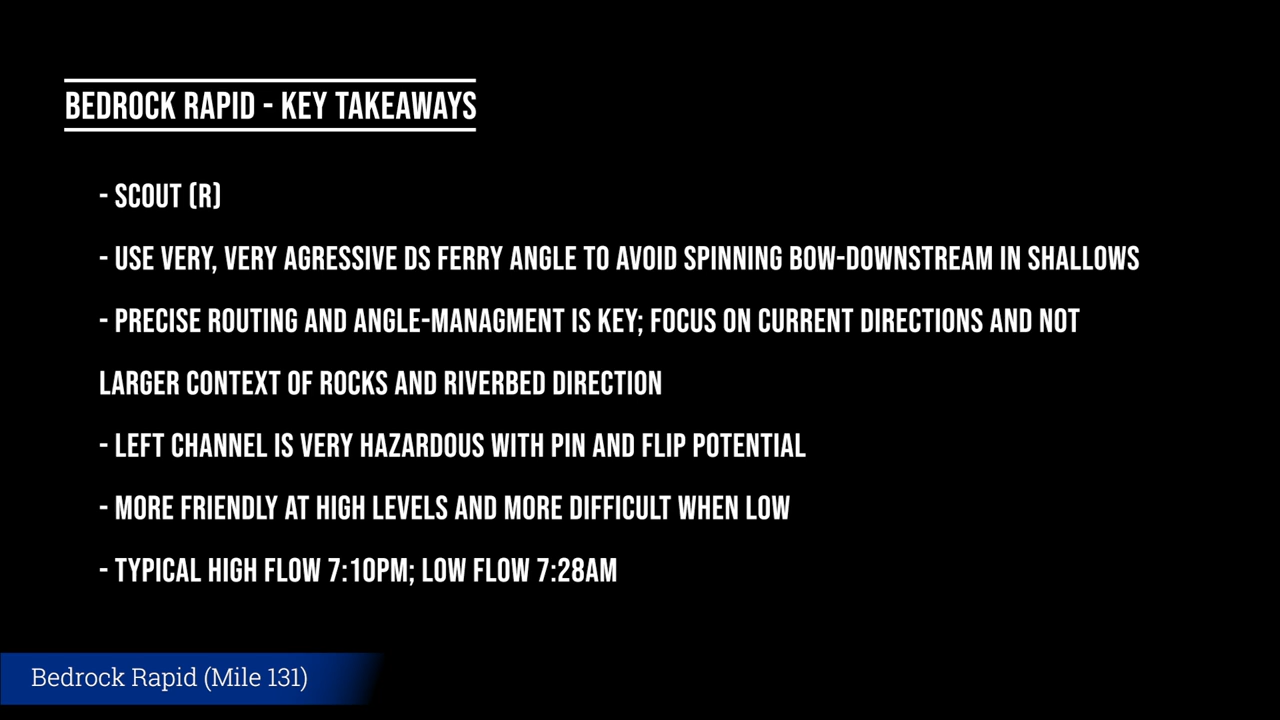 BEDROCK RAPID - KEY TAKEAWAYS
- SCOUT (R)
- USE VERY, VERY AGRESSIVE DS FERRY ANGLE TO AVOID SPINNING BOW-DOWNSTREAM IN SHALLOWS
- PRECISE ROUTING AND ANGLE-MANAGMENT IS KEY; FOCUS ON CURRENT DIRECTIONS AND NOT
LARGER CONTEXT OF ROCKS AND RIVERBED DIRECTION
- LEFT CHANNEL IS VERY HAZARDOUS WITH PIN AND FLIP POTENTIAL
- MORE FRIENDLY AT HIGH LEVELS AND MORE DIFFICULT WHEN LOW
- TYPICAL HIGH FLOW 7:10PM; LOW FLOW 7:28AM
Bedrock Rapid (Mile 131)